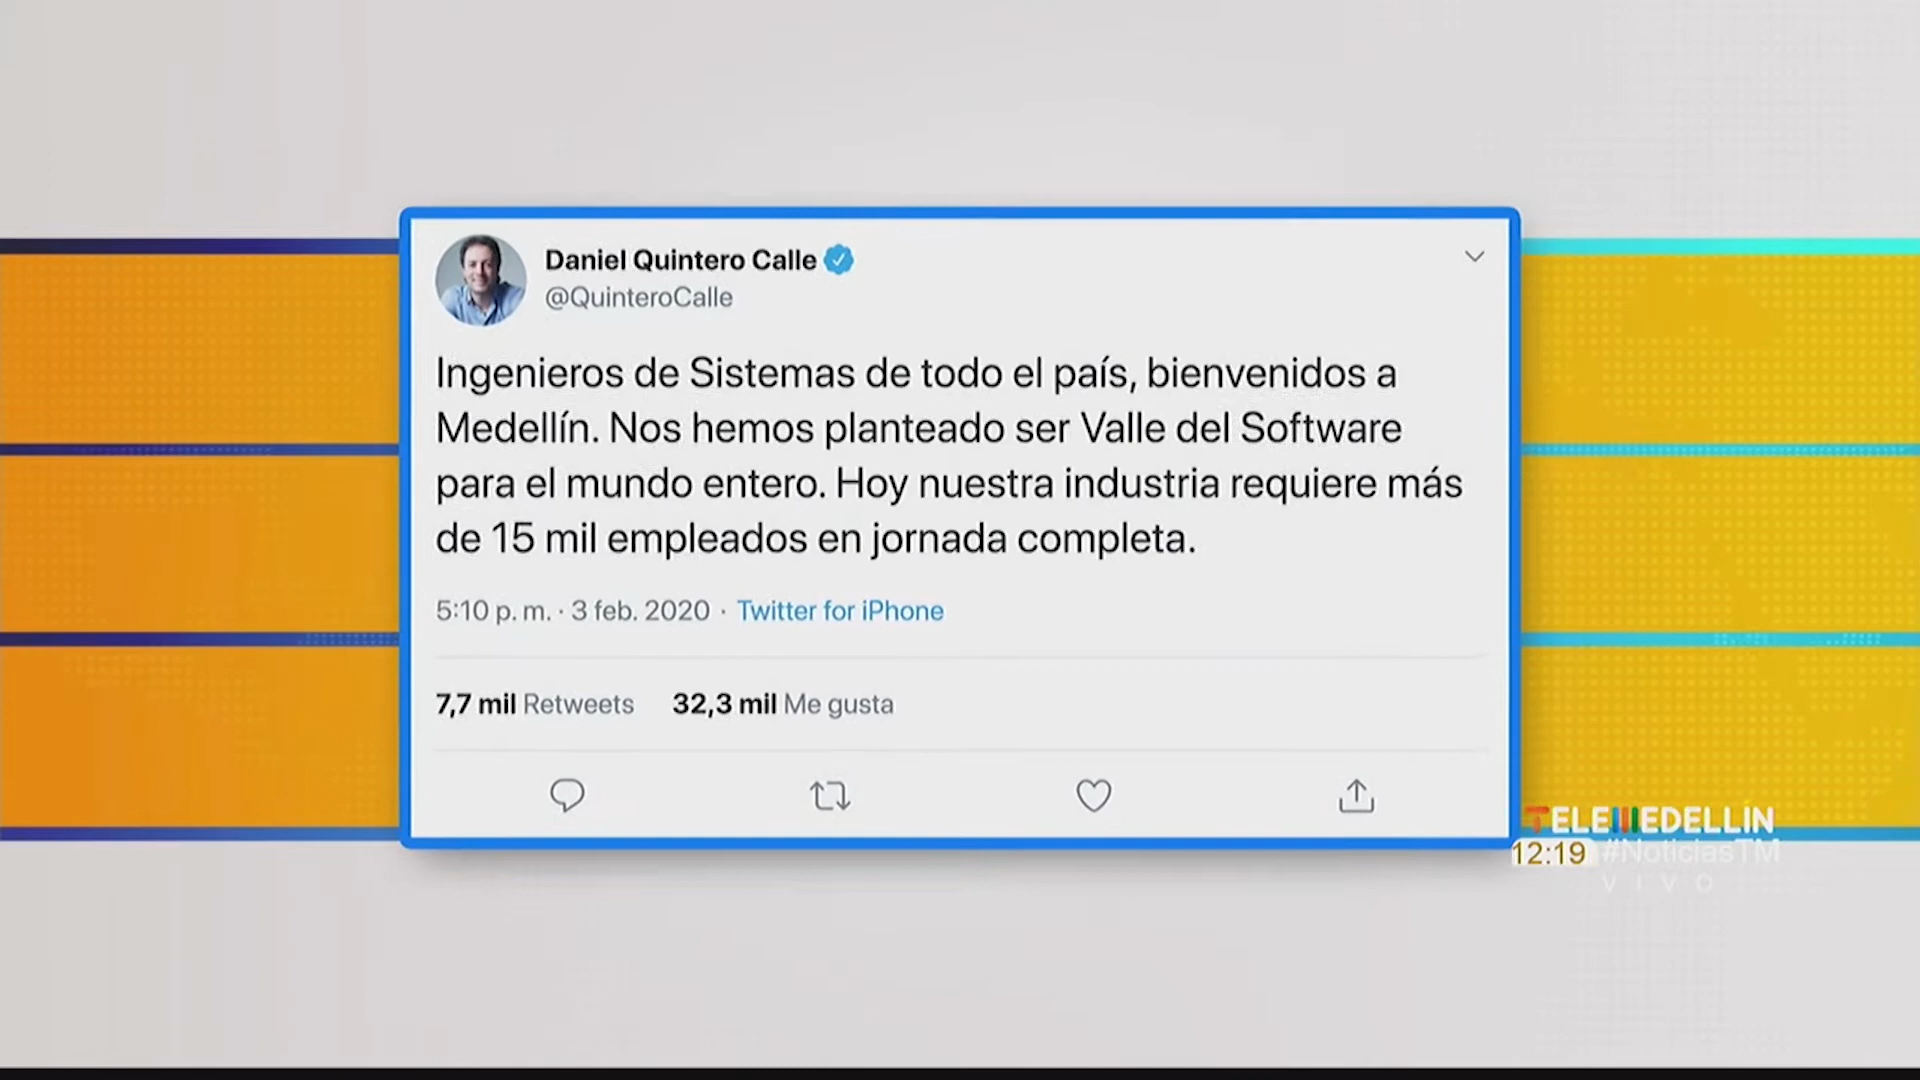 Daniel Quintero Calle
@QuinteroCalle
Ingenieros de Sistemas de todo el país, bienvenidos a
Medellín. Nos hemos planteado ser Valle del Software
para el mundo entero. Hoy nuestra industria requiere más
de 15 mil empleados en jornada completa.
5:10 p. m. · 3 feb. 2020 · Twitter for iPhone
7,7 mil Retweets 32,3 mil Me gusta
TELEMEDELLÍN
12:19 #NoticiasTM
VIVO